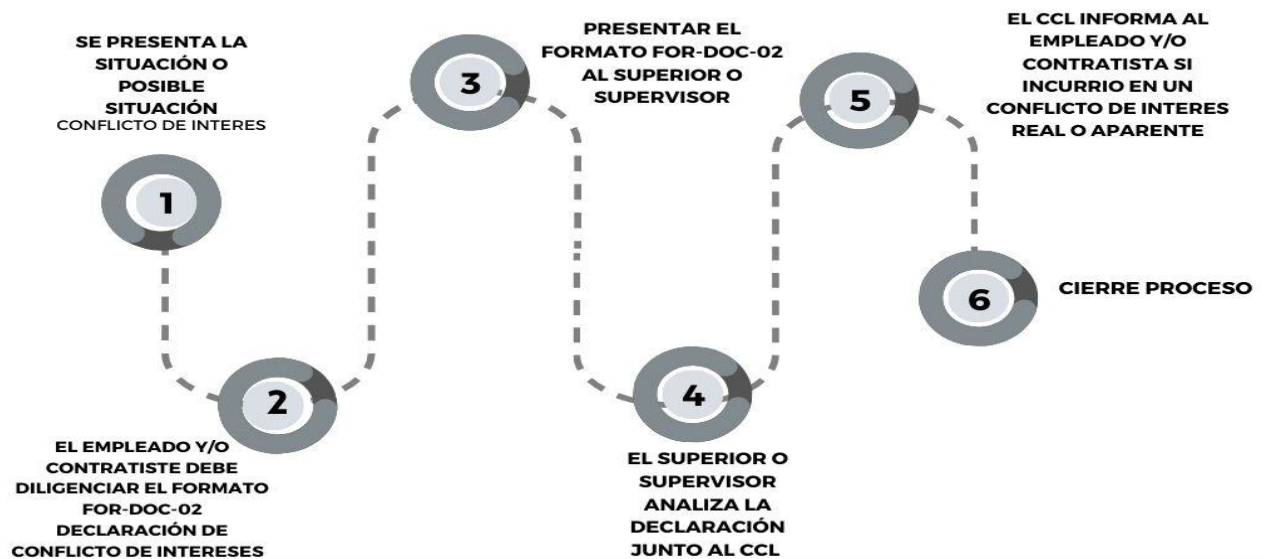 SE PRESENTA LA
SITUACIÓN O
POSIBLE
SITUACIÓN
CONFLICTO DE INTERES
1
2
EL EMPLEADO Y/O
CONTRATISTE DEBE
DILIGENCIAR EL FORMATO
FOR-DOC-02
DECLARACIÓN DE
CONFLICTO DE INTERESES
3
PRESENTAR EL
FORMATO FOR-DOC-02
AL SUPERIOR O
SUPERVISOR
4
EL SUPERIOR O
SUPERVISOR
ANALIZA LA
DECLARACIÓN
JUNTO AL CCL
5
EL CCL INFORMA AL
EMPLEADO Y/O
CONTRATISTA SI
INCURRIO EN UN
CONFLICTO DE INTERES
REAL O APARENTE
6
CIERRE PROCESO